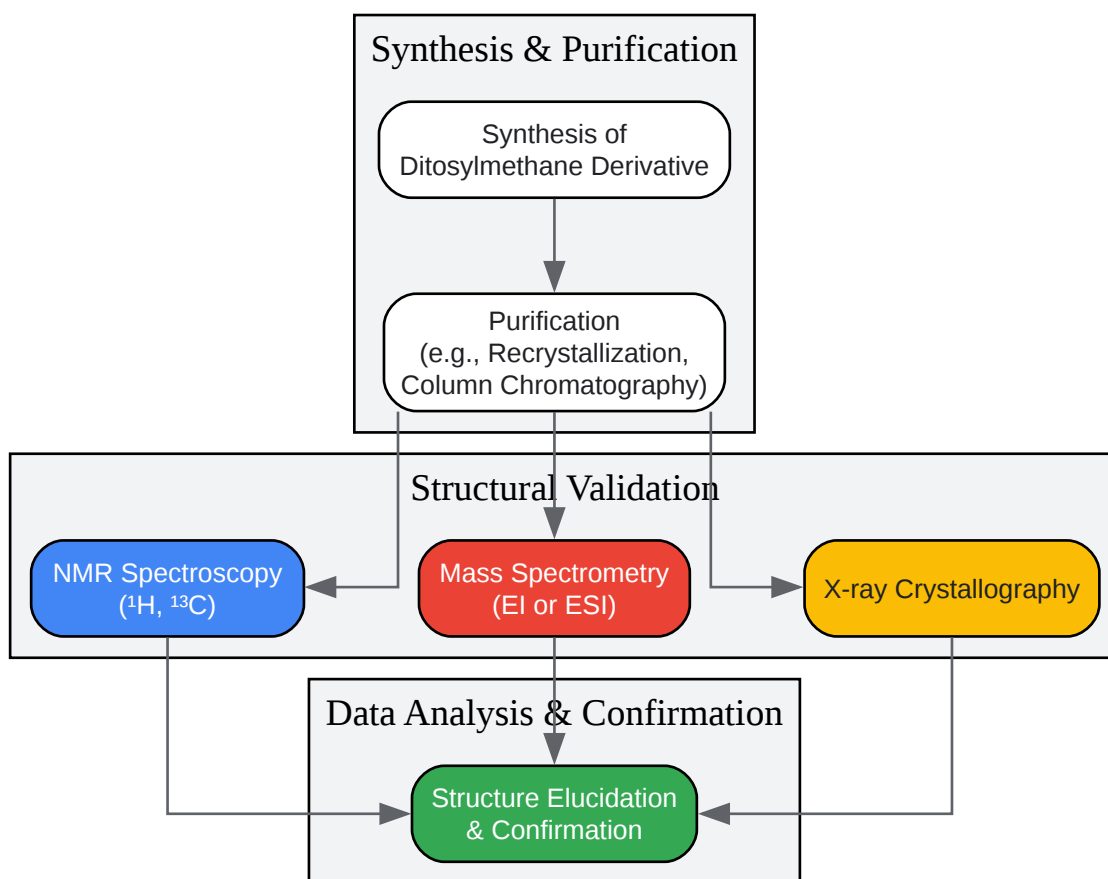 Synthesis & Purification
Synthesis of
Ditosylmethane Derivative
Purification
(e.g., Recrystallization,
Column Chromatography)
Structural Validation
NMR Spectroscopy
(¹H, ¹³C)
Mass Spectrometry
(EI or ESI)
X-ray Crystallography
Data Analysis & Confirmation
Structure Elucidation
& Confirmation